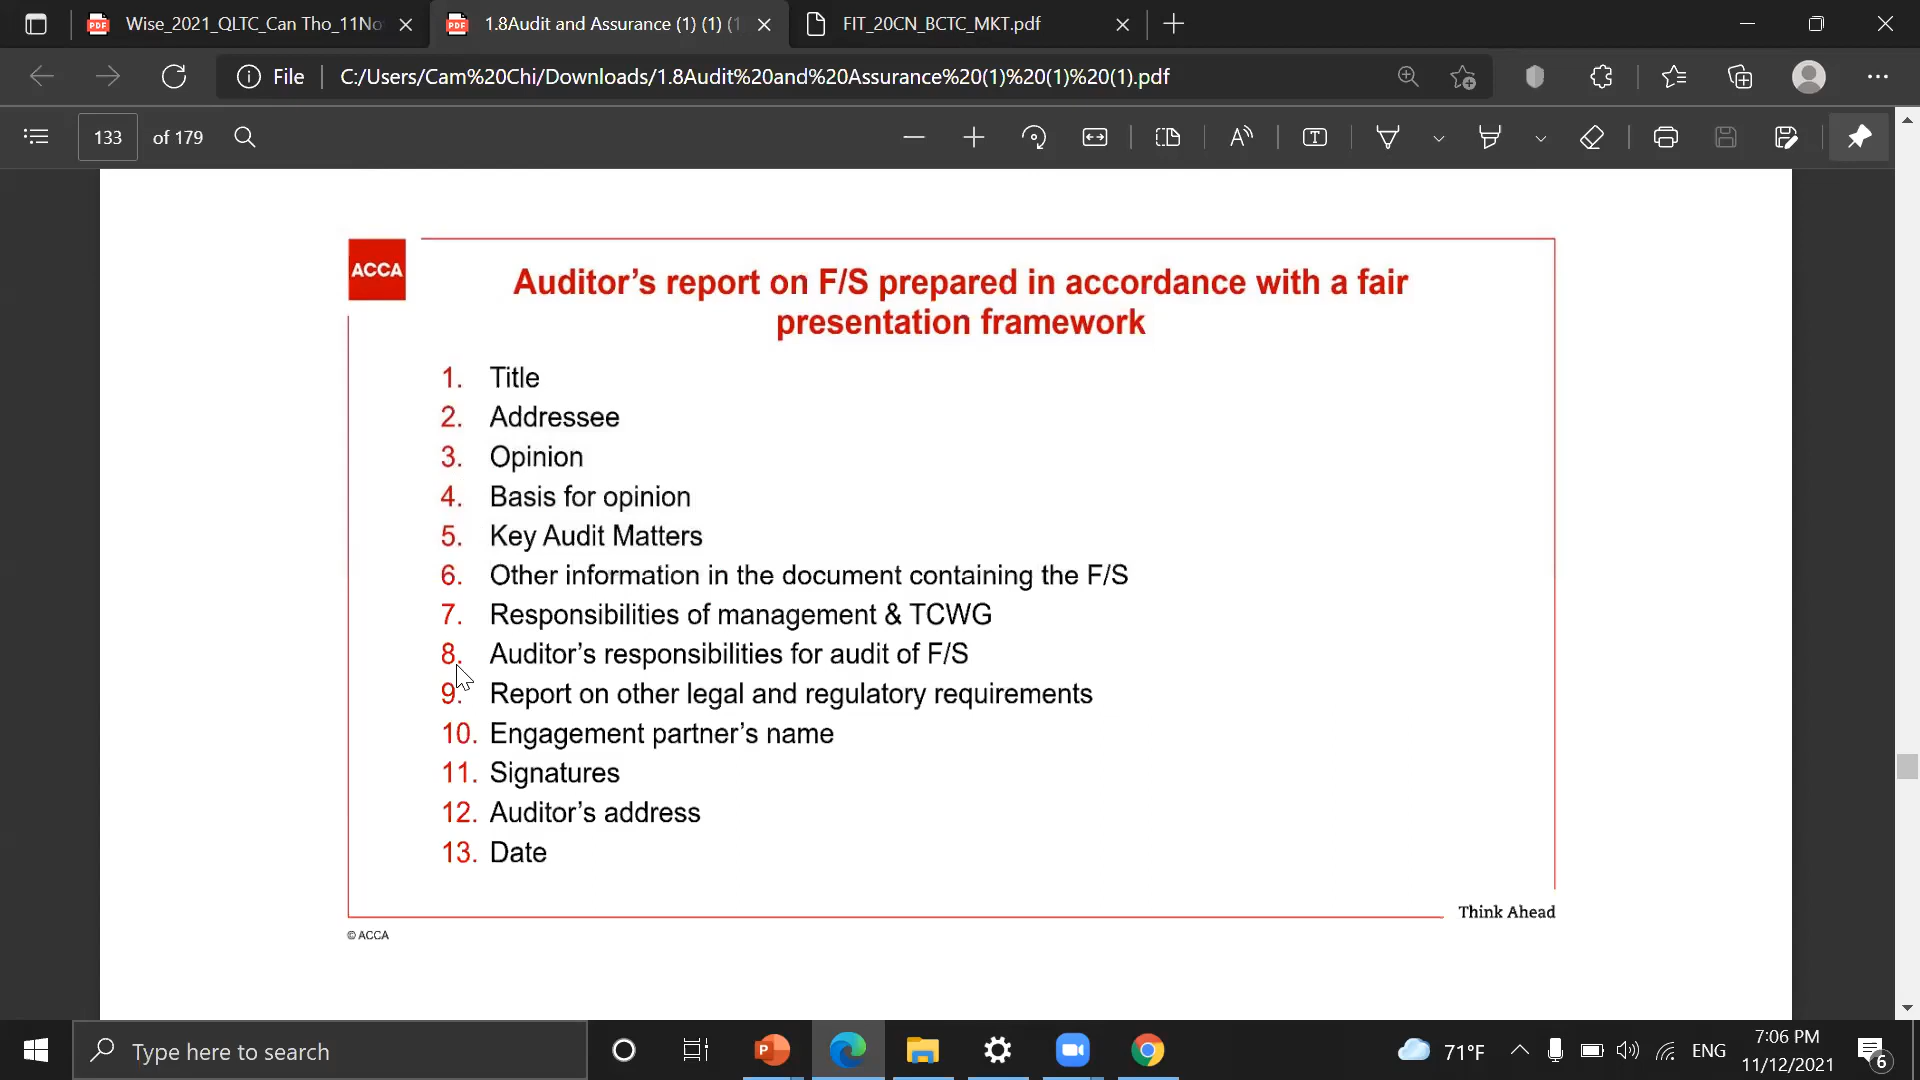 Wise_2021_QLTC_Can Tho_11No
1.8Audit and Assurance (1) (1) (1
FIT_20CN_BCTC_MKT.pdf
File
C:/Users/Cam%20Chi/Downloads/1.8Audit%20and%20Assurance%20(1)%20(1)%20(1).pdf
133 of 179
ACCA
Auditor’s report on F/S prepared in accordance with a fair
presentation framework
1. Title
2. Addressee
3. Opinion
4. Basis for opinion
5. Key Audit Matters
6. Other information in the document containing the F/S
7. Responsibilities of management & TCWG
8. Auditor’s responsibilities for audit of F/S
9. Report on other legal and regulatory requirements
10. Engagement partner’s name
11. Signatures
12. Auditor’s address
13. Date
Think Ahead
© ACCA
Type here to search
71°F
ENG
7:06 PM
11/12/2021
6